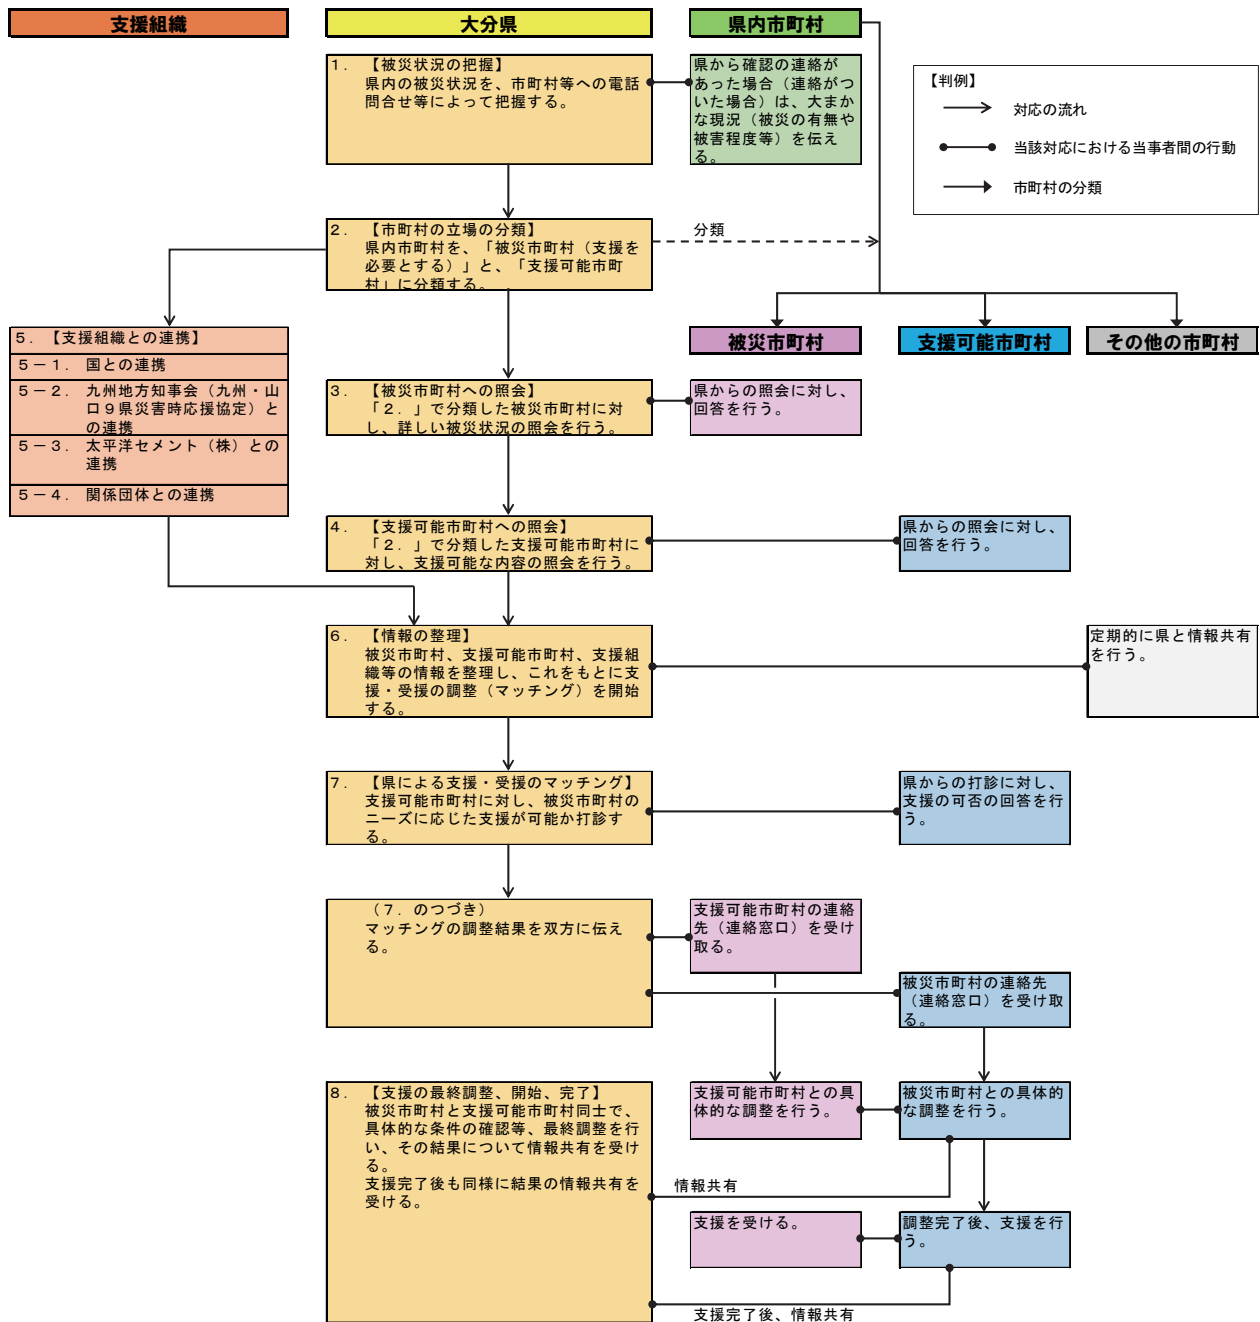 支援組織
大分県
県内市町村
１．【被災状況の把握】
県内の被災状況を、市町村等への電話
問合せ等によって把握する。
県から確認の連絡が
あった場合（連絡がつ
いた場合）は、大まか
な現況（被災の有無や
被害程度等）を伝え
る。
【判例】
対応の流れ
当該対応における当事者間の行動
市町村の分類
２．【市町村の立場の分類】
県内市町村を、「被災市町村（支援を
必要とする）」と、「支援可能市町
村」に分類する。
分類
被災市町村
支援可能市町村
その他の市町村
５．【支援組織との連携】
５－１．国との連携
５－２．九州地方知事会（九州・山
口９県災害時応援協定）と
の連携
５－３．太平洋セメント（株）との
連携
５－４．関係団体との連携
３．【被災市町村への照会】
「２．」で分類した被災市町村に対
し、詳しい被災状況の照会を行う。
県からの照会に対し、
回答を行う。
４．【支援可能市町村への照会】
「２．」で分類した支援可能市町村に
対し、支援可能な内容の照会を行う。
県からの照会に対し、
回答を行う。
６．【情報の整理】
被災市町村、支援可能市町村、支援組
織等の情報を整理し、これをもとに支
援・受援の調整（マッチング）を開始
する。
定期的に県と情報共有
を行う。
７．【県による支援・受援のマッチング】
支援可能市町村に対し、被災市町村の
ニーズに応じた支援が可能か打診す
る。
県からの打診に対し、
支援の可否の回答を行
う。
（７．のつづき）
マッチングの調整結果を双方に伝え
る。
支援可能市町村の連絡
先（連絡窓口）を受け
取る。
被災市町村の連絡先
（連絡窓口）を受け取
る。
８．【支援の最終調整、開始、完了】
被災市町村と支援可能市町村同士で、
具体的な条件の確認等、最終調整を行
い、その結果について情報共有を受け
る。
支援完了後も同様に結果の情報共有を
受ける。
支援可能市町村との具
体的な調整を行う。
被災市町村との具体的
な調整を行う。
情報共有
支援を受ける。
調整完了後、支援を行
う。
支援完了後、情報共有